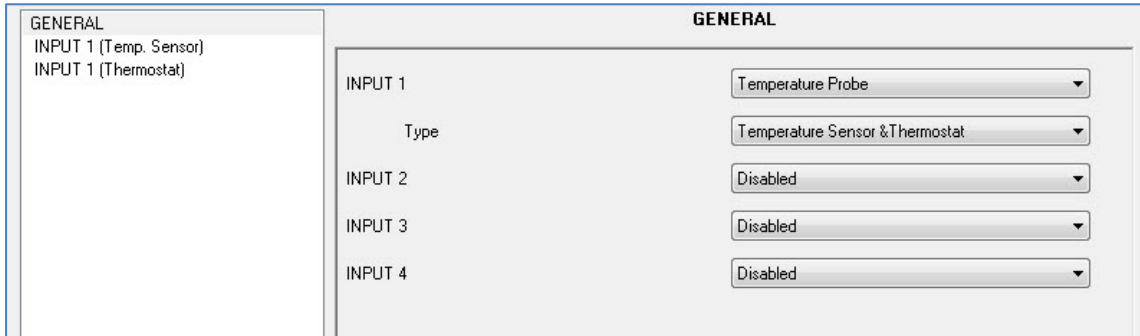 GENERAL
INPUT 1 (Temp. Sensor)
INPUT 1 (Thermostat)
GENERAL
INPUT 1 Temperature Probe
Type Temperature Sensor &Thermostat
INPUT 2 Disabled
INPUT 3 Disabled
INPUT 4 Disabled